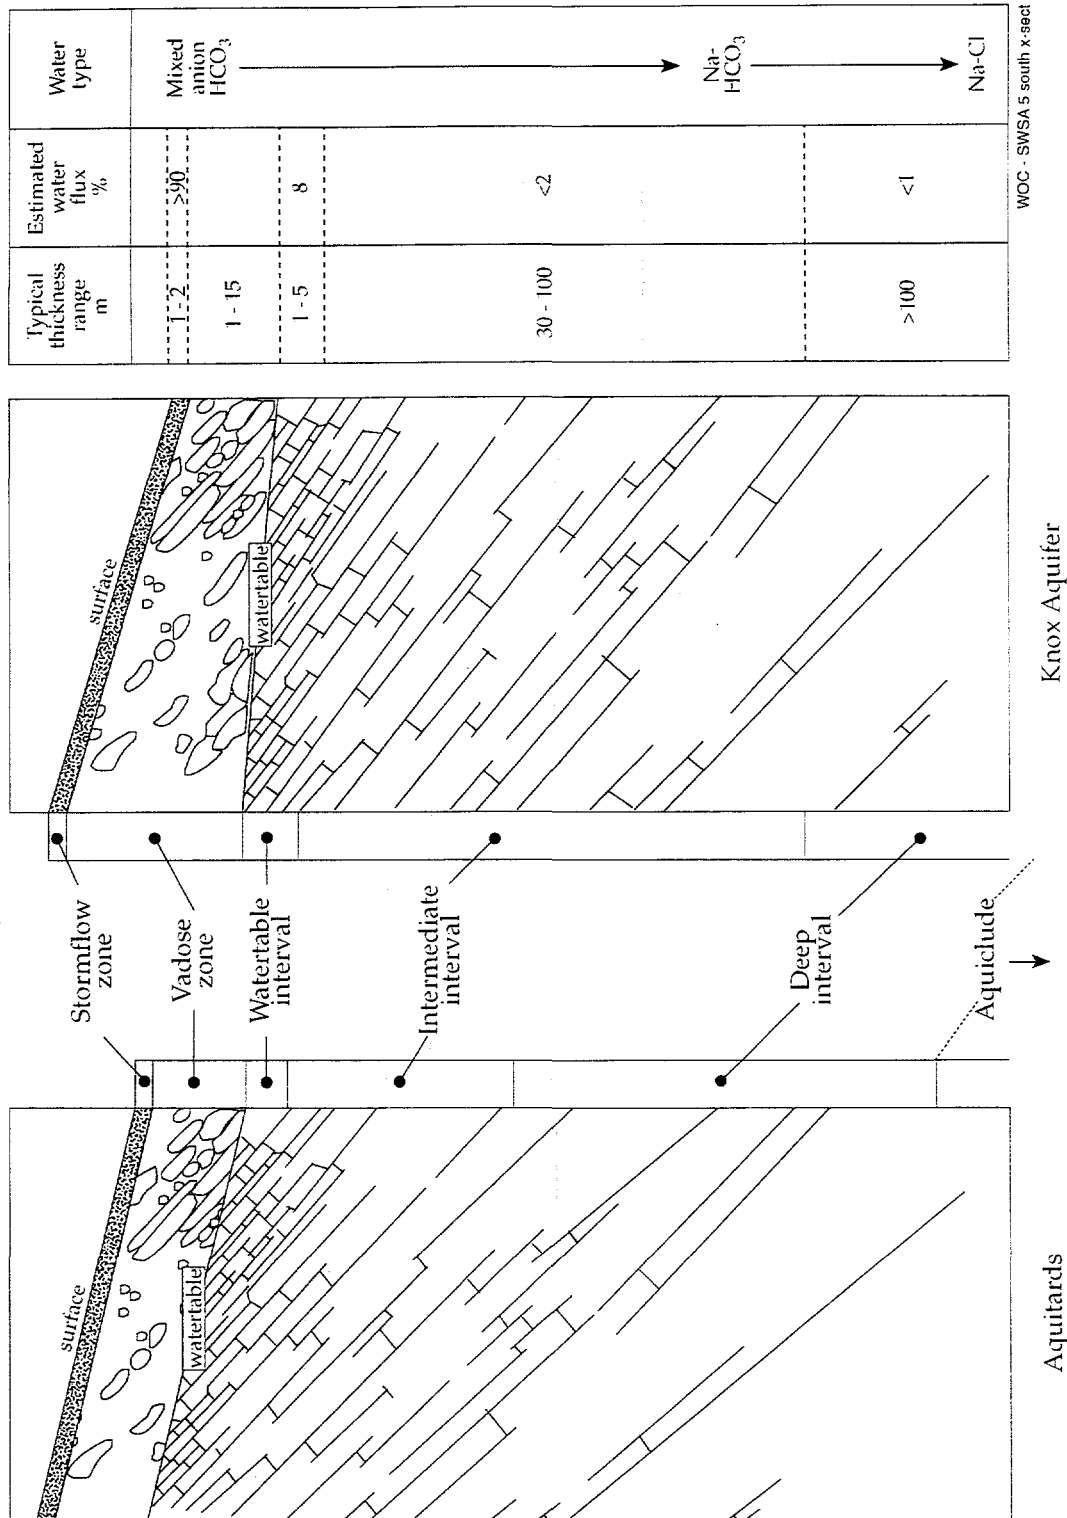 surface
watertable
Aquitards
Stormflow
zone
Vadose
zone
Watertable
interval
Intermediate
interval
Deep
interval
Aquiclude
surface
watertable
Knox Aquifer
Typical
thickness
range
m
1 - 2
1 - 15
1 - 5
30 - 100
>100
Estimated
water
flux
%
>90
8
<2
<1
Water
type
Mixed
anion
HCO3
Na-
HCO3
Na-Cl
WOC - SWSA 5 south x-sect